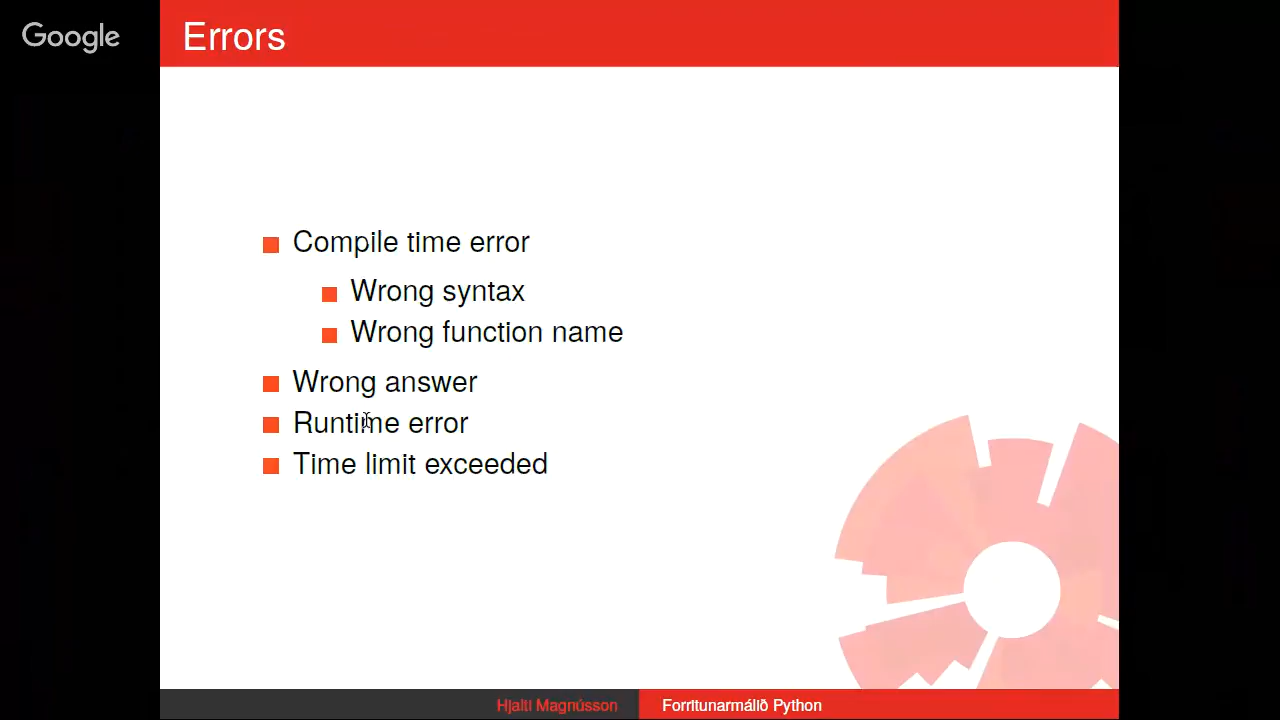 Google
Errors
Compile time error
Wrong syntax
Wrong function name
Wrong answer
Runtime error
Time limit exceeded
Hjalti Magnússon
Forritunarmálið Python